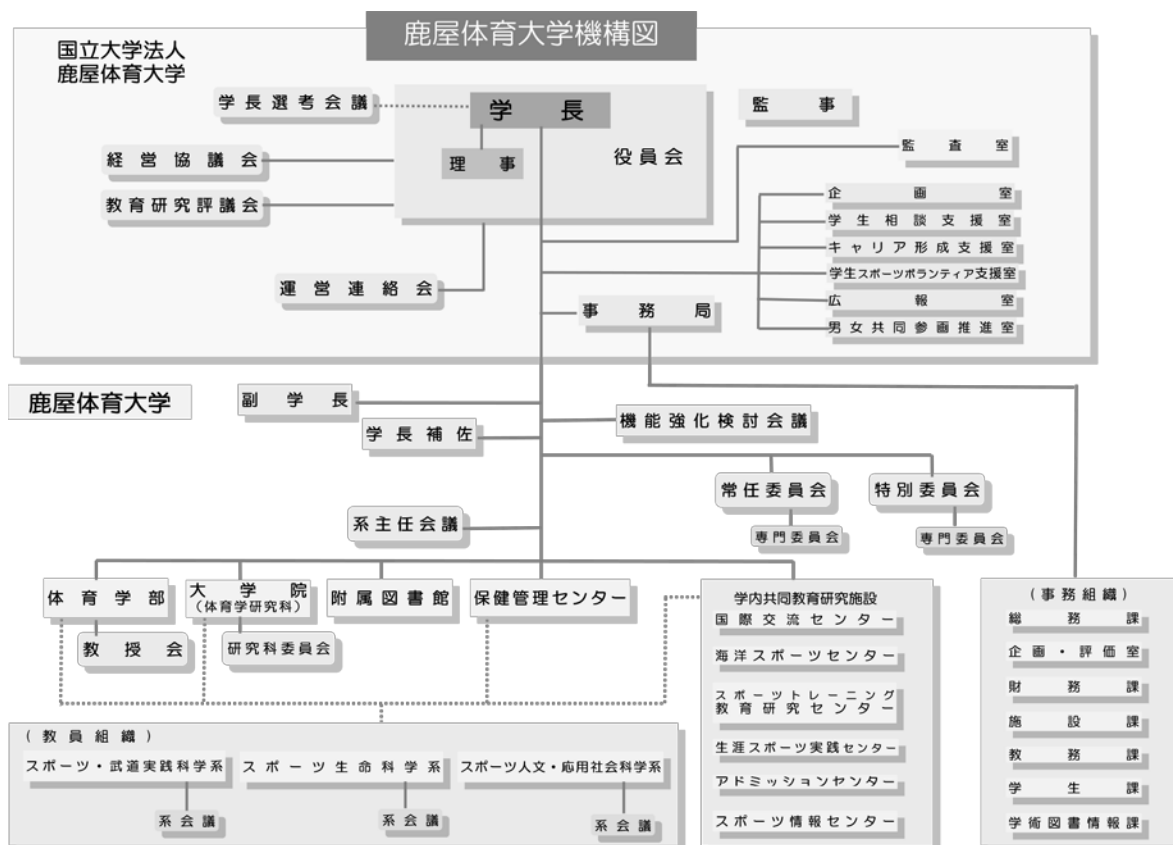 鹿屋体育大学機構図
国立大学法人
鹿屋体育大学
学長選考会議
学長
監事
役員会
理事
監査室
経営協議会
教育研究評議会
企画室
学生相談支援室
キャリア形成支援室
学生スポーツボランティア支援室
広報室
男女共同参画推進室
運営連絡会
事務局
鹿屋体育大学
副学長
学長補佐
機能強化検討会議
常任委員会
特別委員会
専門委員会
専門委員会
系主任会議
体育学部
大学院
(体育学研究科)
附属図書館
保健管理センター
教授会
研究科委員会
学内共同教育研究施設
国際交流センター
海洋スポーツセンター
スポーツトレーニング
教育研究センター
生涯スポーツ実践センター
アドミッションセンター
スポーツ情報センター
(事務組織)
総務課
企画・評価室
財務課
施設課
教務課
学生課
学術図書情報課
(教員組織)
スポーツ・武道実践科学系
スポーツ生命科学系
スポーツ人文・応用社会科学系
系会議
系会議
系会議